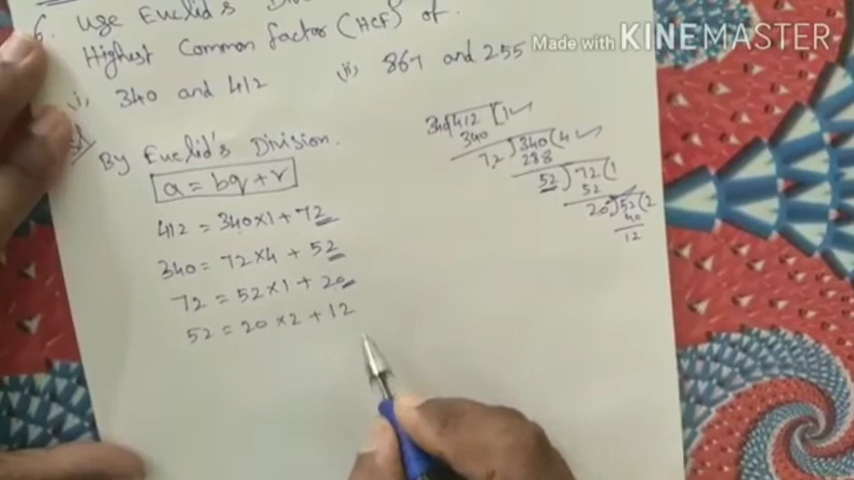 6. Use Euclid's
Highest Common factor (HCF) of.
i, 340 and 412
ii, 867 and 255
Made with KINEMASTER
By Euclid's Division.
a = bq + r
412 = 340 × 1 + 72
340 = 72 × 4 + 52
72 = 52 × 1 + 20
52 = 20 × 2 + 12
340)412(1
340
72)340(4
288
52)72(1
52
20)52(2
40
12